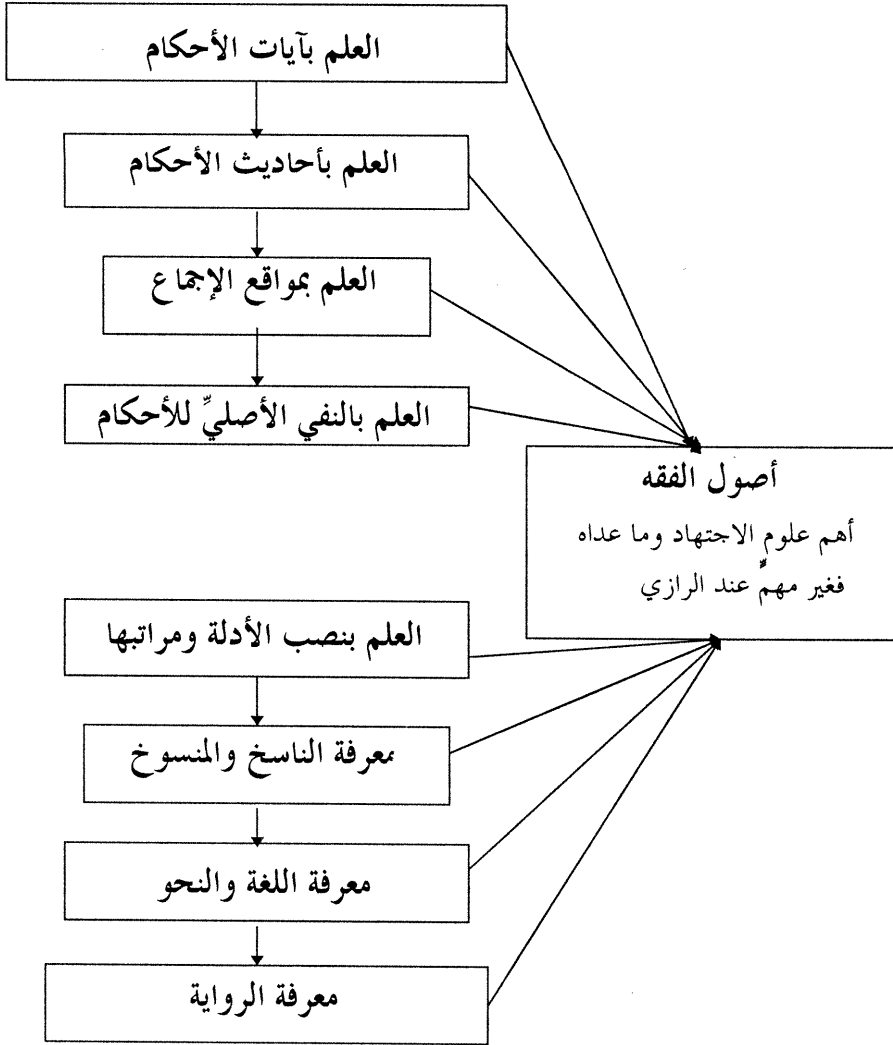 العلم بآيات الأحكام
العلم بأحاديث الأحكام
العلم بمواقع الإجماع
العلم بالنفي الأصليِّ للأحكام
أصول الفقه
أهم علوم الاجتهاد وما عداه
فغير مهمٍّ عند الرازي
العلم بنصب الأدلة ومراتبها
معرفة الناسخ والمنسوخ
معرفة اللغة والنحو
معرفة الرواية